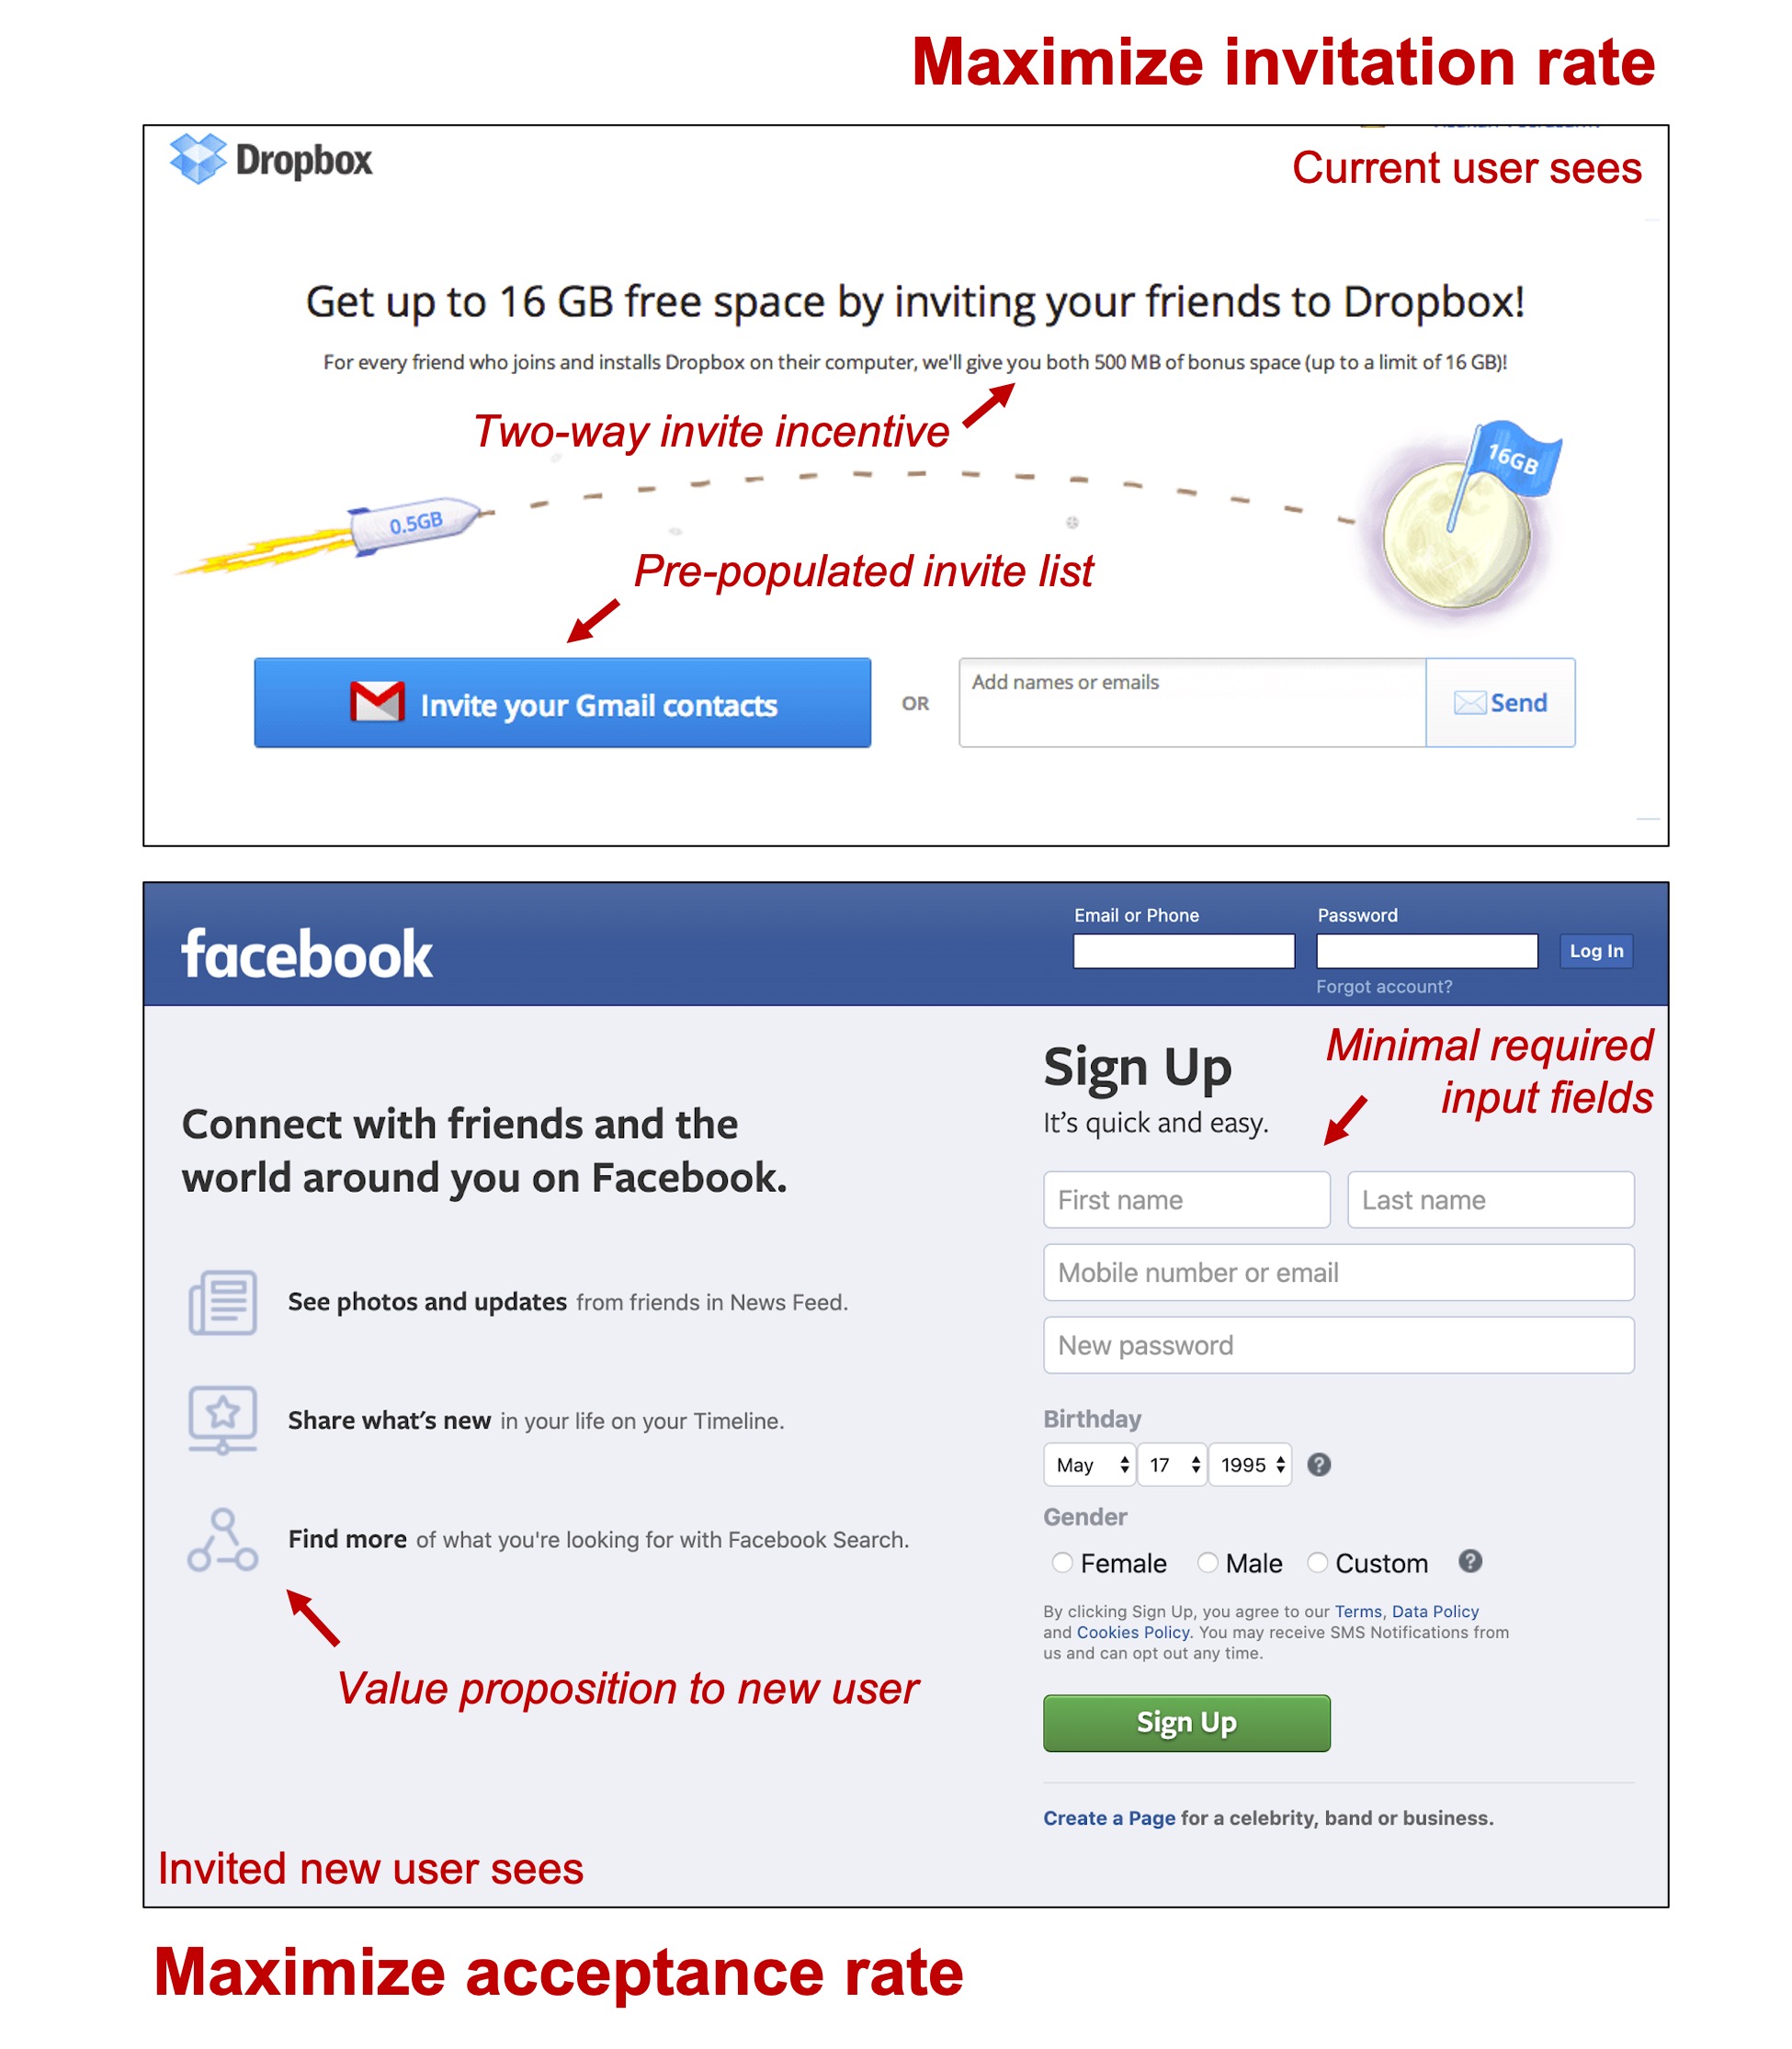 Maximize invitation rate
Dropbox
Current user sees
Get up to 16 GB free space by inviting your friends to Dropbox!
For every friend who joins and installs Dropbox on their computer, we'll give you both 500 MB of bonus space (up to a limit of 16 GB)!
Two-way invite incentive
16GB
0.5GB
Pre-populated invite list
Invite your Gmail contacts
OR
Add names or emails
Send
facebook
Email or Phone
Password
Log In
Forgot account?
Minimal required
input fields
Sign Up
It's quick and easy.
Connect with friends and the
world around you on Facebook.
First name
Last name
Mobile number or email
New password
See photos and updates from friends in News Feed.
Share what's new in your life on your Timeline.
Find more of what you're looking for with Facebook Search.
Birthday
May 17 1995 ?
Gender
Female Male Custom ?
By clicking Sign Up, you agree to our Terms, Data Policy
and Cookies Policy. You may receive SMS Notifications from
us and can opt out any time.
Value proposition to new user
Sign Up
Create a Page for a celebrity, band or business.
Invited new user sees
Maximize acceptance rate